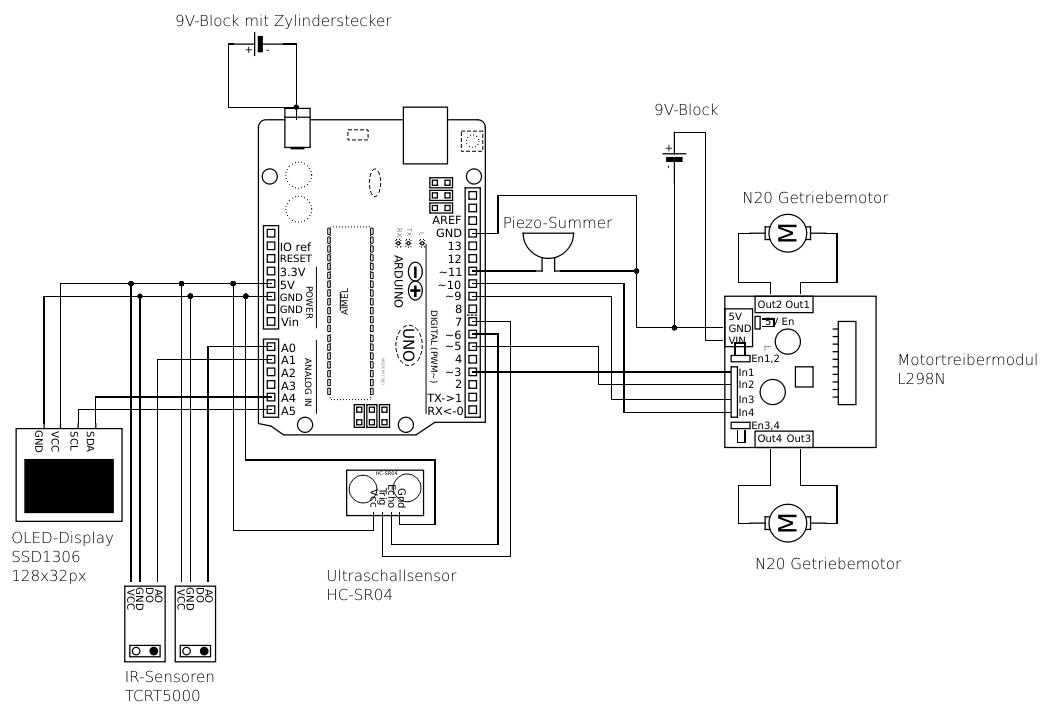 9V-Block mit Zylinderstecker
+ -
9V-Block
+
-
N20 Getriebemotor
M
Piezo-Summer
AREF
GND
13
12
~11
~10
~9
8
7
~6
~5
4
~3
2
TX->1
RX<-0
DIGITAL (PWM~)
IO ref
RESET
3.3V
5V
GND
GND
Vin
POWER
A0
A1
A2
A3
A4
A5
ANALOG IN
AIMEL
RX
TX
L
ARDUINO
UNO
Out2 Out1
5V
GND
VIN
5V En
En1,2
In1
In2
In3
In4
En3,4
Out4 Out3
Motortreibermodul
L298N
M
N20 Getriebemotor
GND
VCC
SCL
SDA
OLED-Display
SSD1306
128x32px
HC-SR04
Vcc
Trig
Echo
Gnd
Ultraschallsensor
HC-SR04
VCC
GND
DO
AO
VCC
GND
DO
AO
IR-Sensoren
TCRT5000